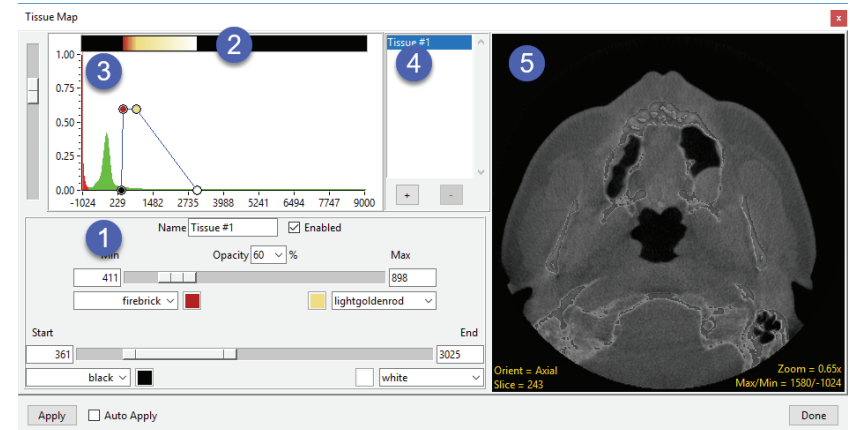 Tissue Map
x
2
1.00
3
0.75
0.50
0.25
0.00
-1024 229 1482 2735 3988 5241 6494 7747 9000
Tissue #1
4
+ -
5
1
Name Tissue #1 Enabled
Min Opacity 60 % Max
411 898
firebrick lightgoldenrod
Start End
361 3025
black white
Orient = Axial
Slice = 243
Zoom = 0.65x
Max/Min = 1580/-1024
Apply Auto Apply Done